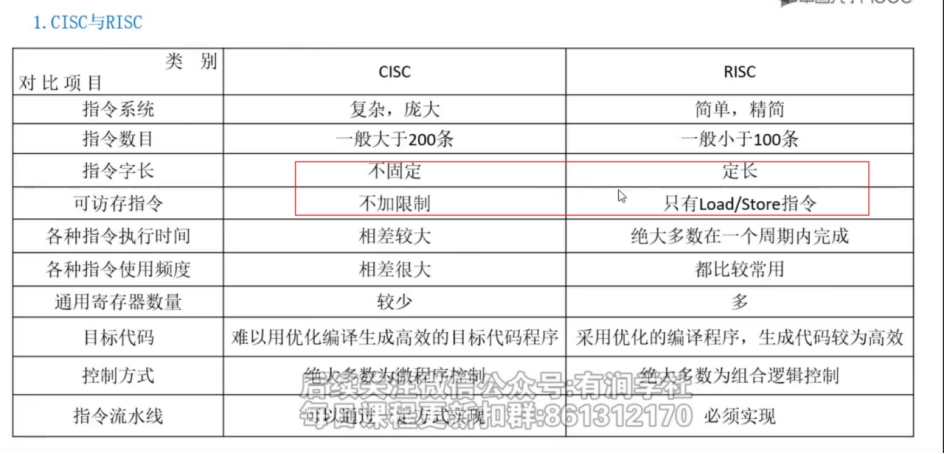 1.CISC与RISC
类 别
对比项目
CISC
RISC
指令系统
复杂，庞大
简单，精简
指令数目
一般大于200条
一般小于100条
指令字长
不固定
定长
可访存指令
不加限制
只有Load/Store指令
各种指令执行时间
相差较大
绝大多数在一个周期内完成
各种指令使用频度
相差很大
都比较常用
通用寄存器数量
较少
多
目标代码
难以用优化编译生成高效的目标代码程序
采用优化的编译程序，生成代码较为高效
控制方式
绝大多数为微程序控制
绝大多数为组合逻辑控制
指令流水线
可以通过一定方式实现
必须实现
后续关注微信公众号:有润学社
每日课程更新扣群:861312170